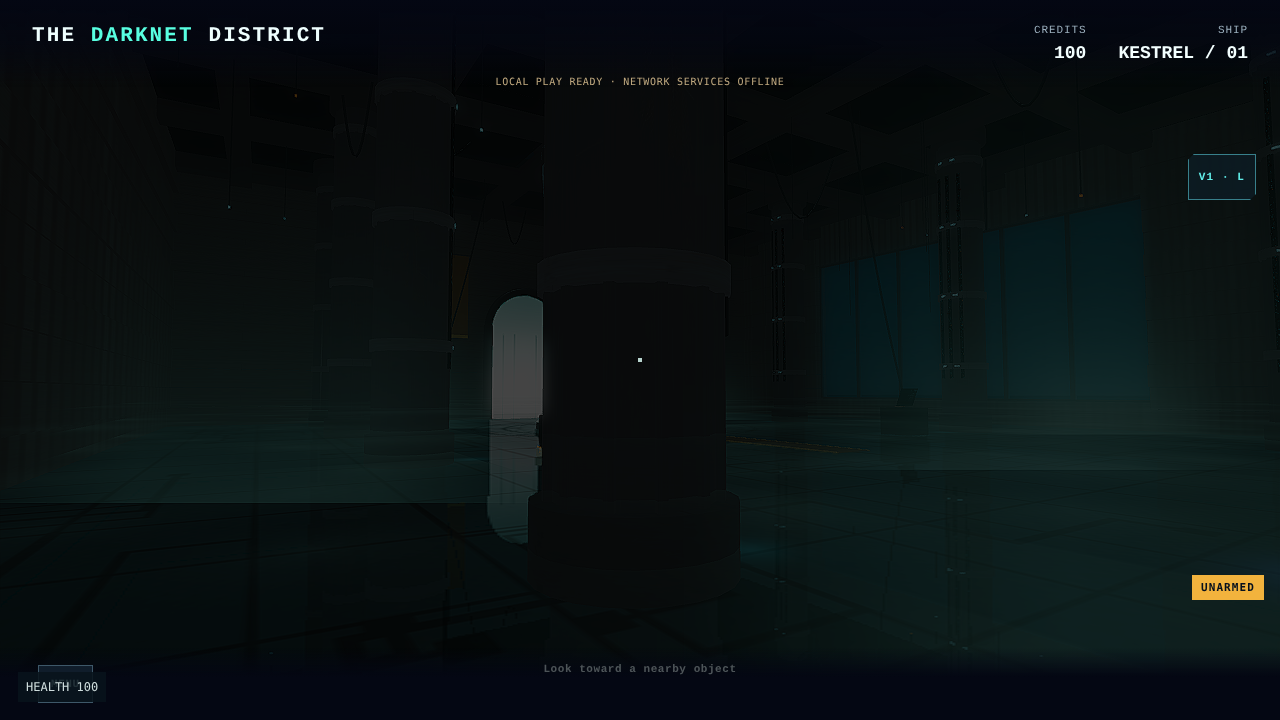 THE DARKNET DISTRICT
CREDITS
100
SHIP
KESTREL / 01
LOCAL PLAY READY · NETWORK SERVICES OFFLINE
V1 · L
UNARMED
Look toward a nearby object
HEALTH 100